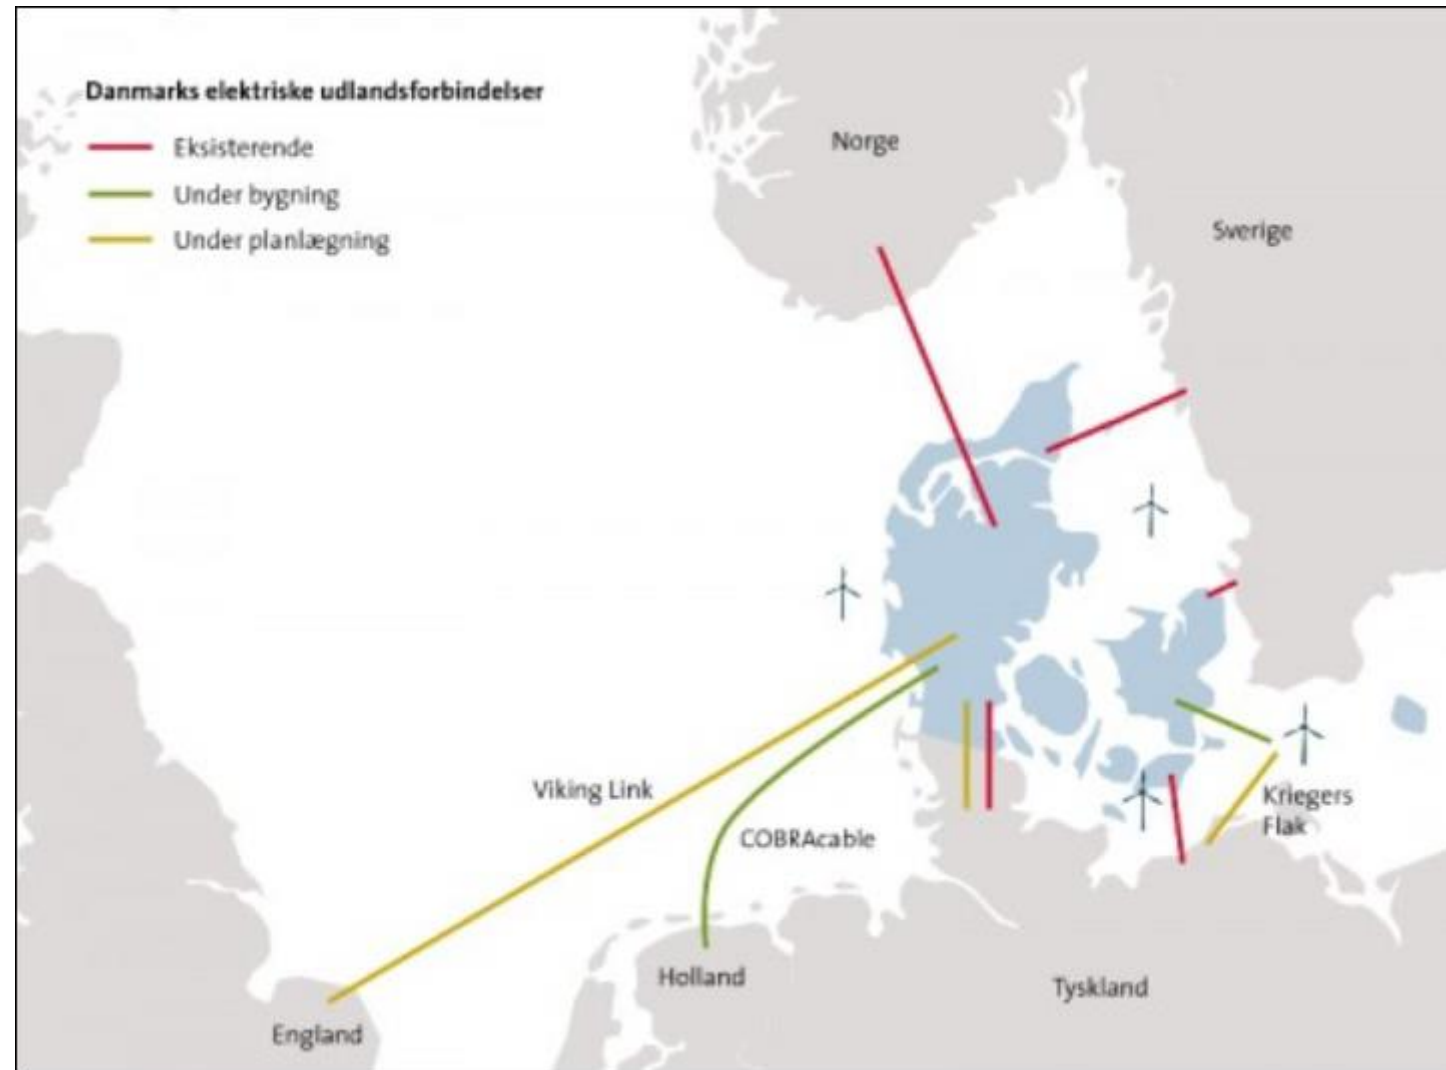 Danmarks elektriske udlandsforbindelser
Eksisterende
Under bygning
Under planlægning
Norge
Sverige
Viking Link
COBRAcable
Kriegers
Flak
Holland
Tyskland
England